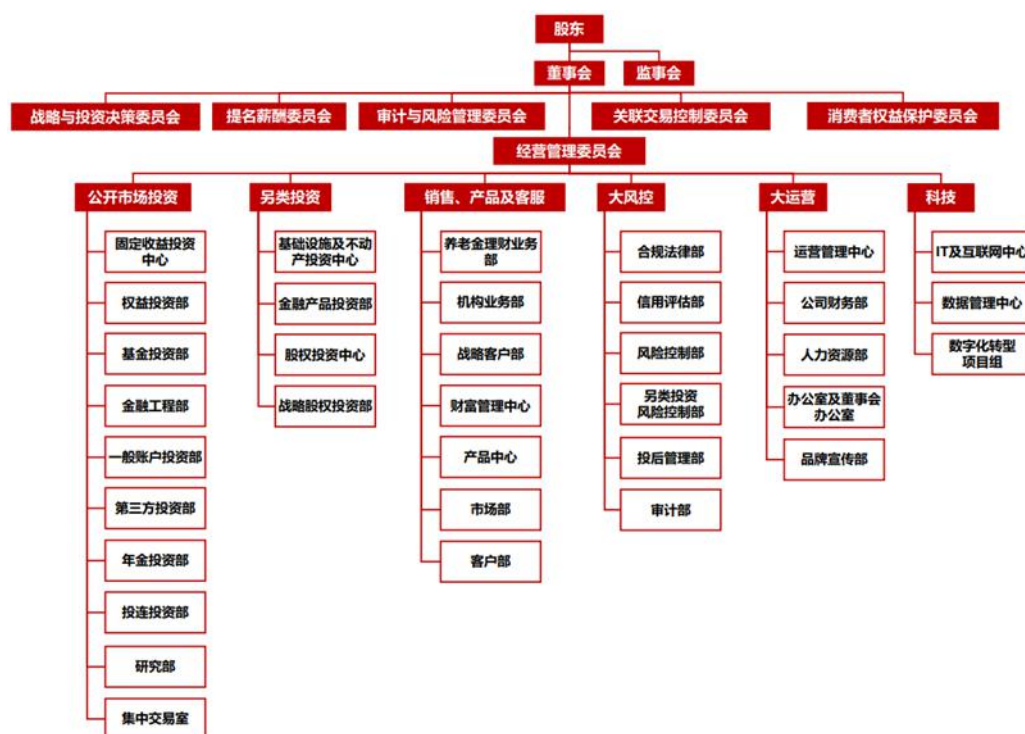 股东
董事会
监事会
战略与投资决策委员会
提名薪酬委员会
审计与风险管理委员会
关联交易控制委员会
消费者权益保护委员会
经营管理委员会
公开市场投资
另类投资
销售、产品及客服
大风控
大运营
科技
固定收益投资
中心
权益投资部
基金投资部
金融工程部
一般账户投资部
第三方投资部
年金投资部
投连投资部
研究部
集中交易室
基础设施及不动
产投资中心
金融产品投资部
股权投资中心
战略股权投资部
养老金理财业务
部
机构业务部
战略客户部
财富管理中心
产品中心
市场部
客户部
合规法律部
信用评估部
风险控制部
另类投资
风险控制部
投后管理部
审计部
运营管理中心
公司财务部
人力资源部
办公室及董事会
办公室
品牌宣传部
IT及互联网中心
数据管理中心
数字化转型
项目组